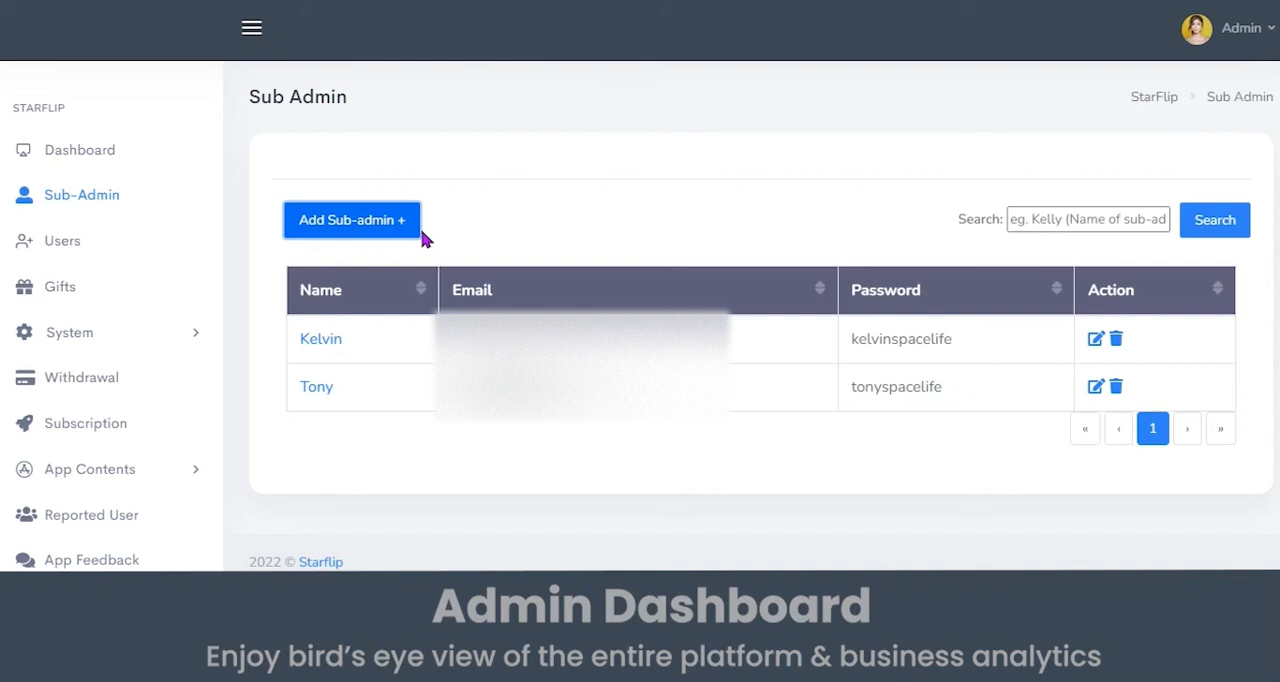 Admin
Sub Admin
StarFlip > Sub Admin
STARFLIP
Dashboard
Sub-Admin
Users
Gifts
System
Withdrawal
Subscription
App Contents
Reported User
App Feedback
Add Sub-admin +
Search: eg. Kelly (Name of sub-ad Search
Name Email Password Action
Kelvin kelvinspacelife
Tony tonyspacelife
« ‹ 1 › »
2022 © Starflip
Admin Dashboard
Enjoy bird's eye view of the entire platform & business analytics